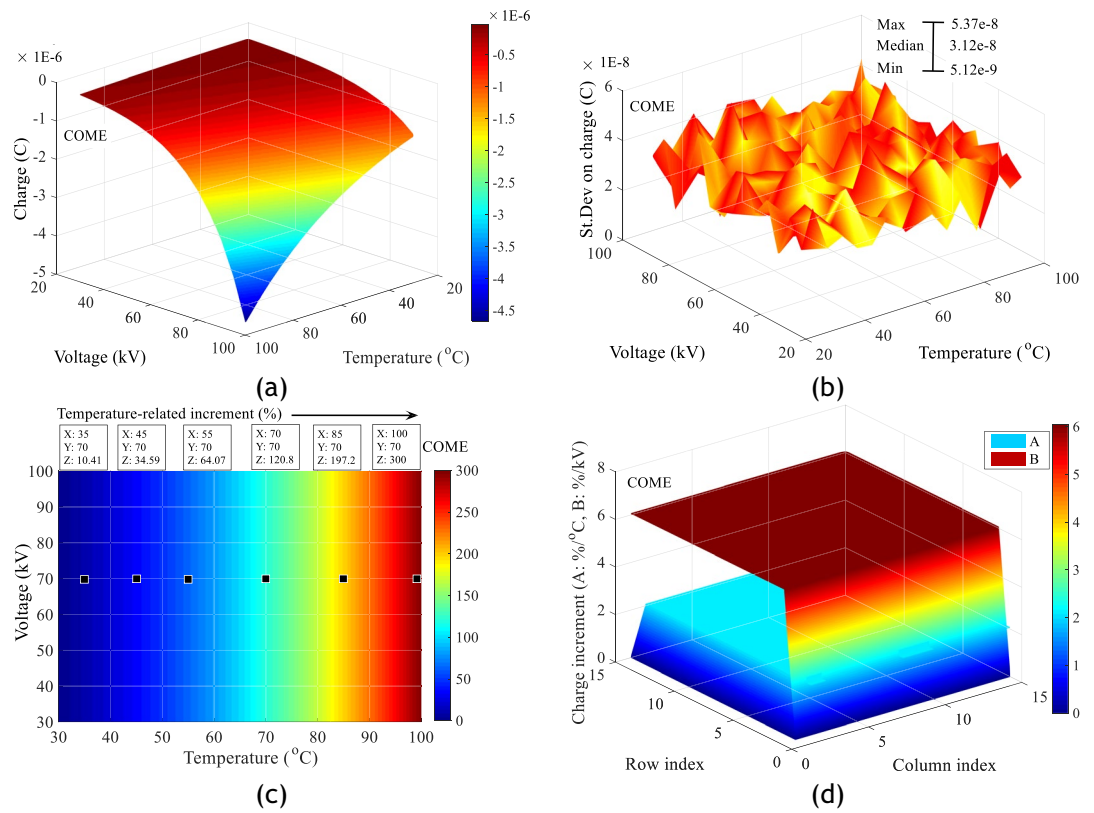 × 1E-6
× 1E-6
0
-1
-2
-3
-4
-5
COME
Charge (C)
20
40
60
80
100
Voltage (kV)
100
80
60
40
20
Temperature (°C)
-0.5
-1
-1.5
-2
-2.5
-3
-3.5
-4
-4.5
(a)
× 1E-8
Max 5.37e-8
Median 3.12e-8
Min 5.12e-9
6
4
2
0
COME
St.Dev on charge (C)
100
80
60
40
20
Voltage (kV)
20
40
60
80
100
Temperature (°C)
(b)
Temperature-related increment (%)
X: 35
Y: 70
Z: 10.41
X: 45
Y: 70
Z: 34.59
X: 55
Y: 70
Z: 64.07
X: 70
Y: 70
Z: 120.8
X: 85
Y: 70
Z: 197.2
X: 100
Y: 70
Z: 300
COME
100
90
80
70
60
50
40
30
Voltage (kV)
30 40 50 60 70 80 90 100
Temperature (°C)
300
250
200
150
100
50
0
(c)
Charge increment (A: %/°C, B: %/kV)
8
6
4
2
0
COME
A
B
15
10
5
0
Row index
0
5
10
15
Column index
6
5
4
3
2
1
0
(d)